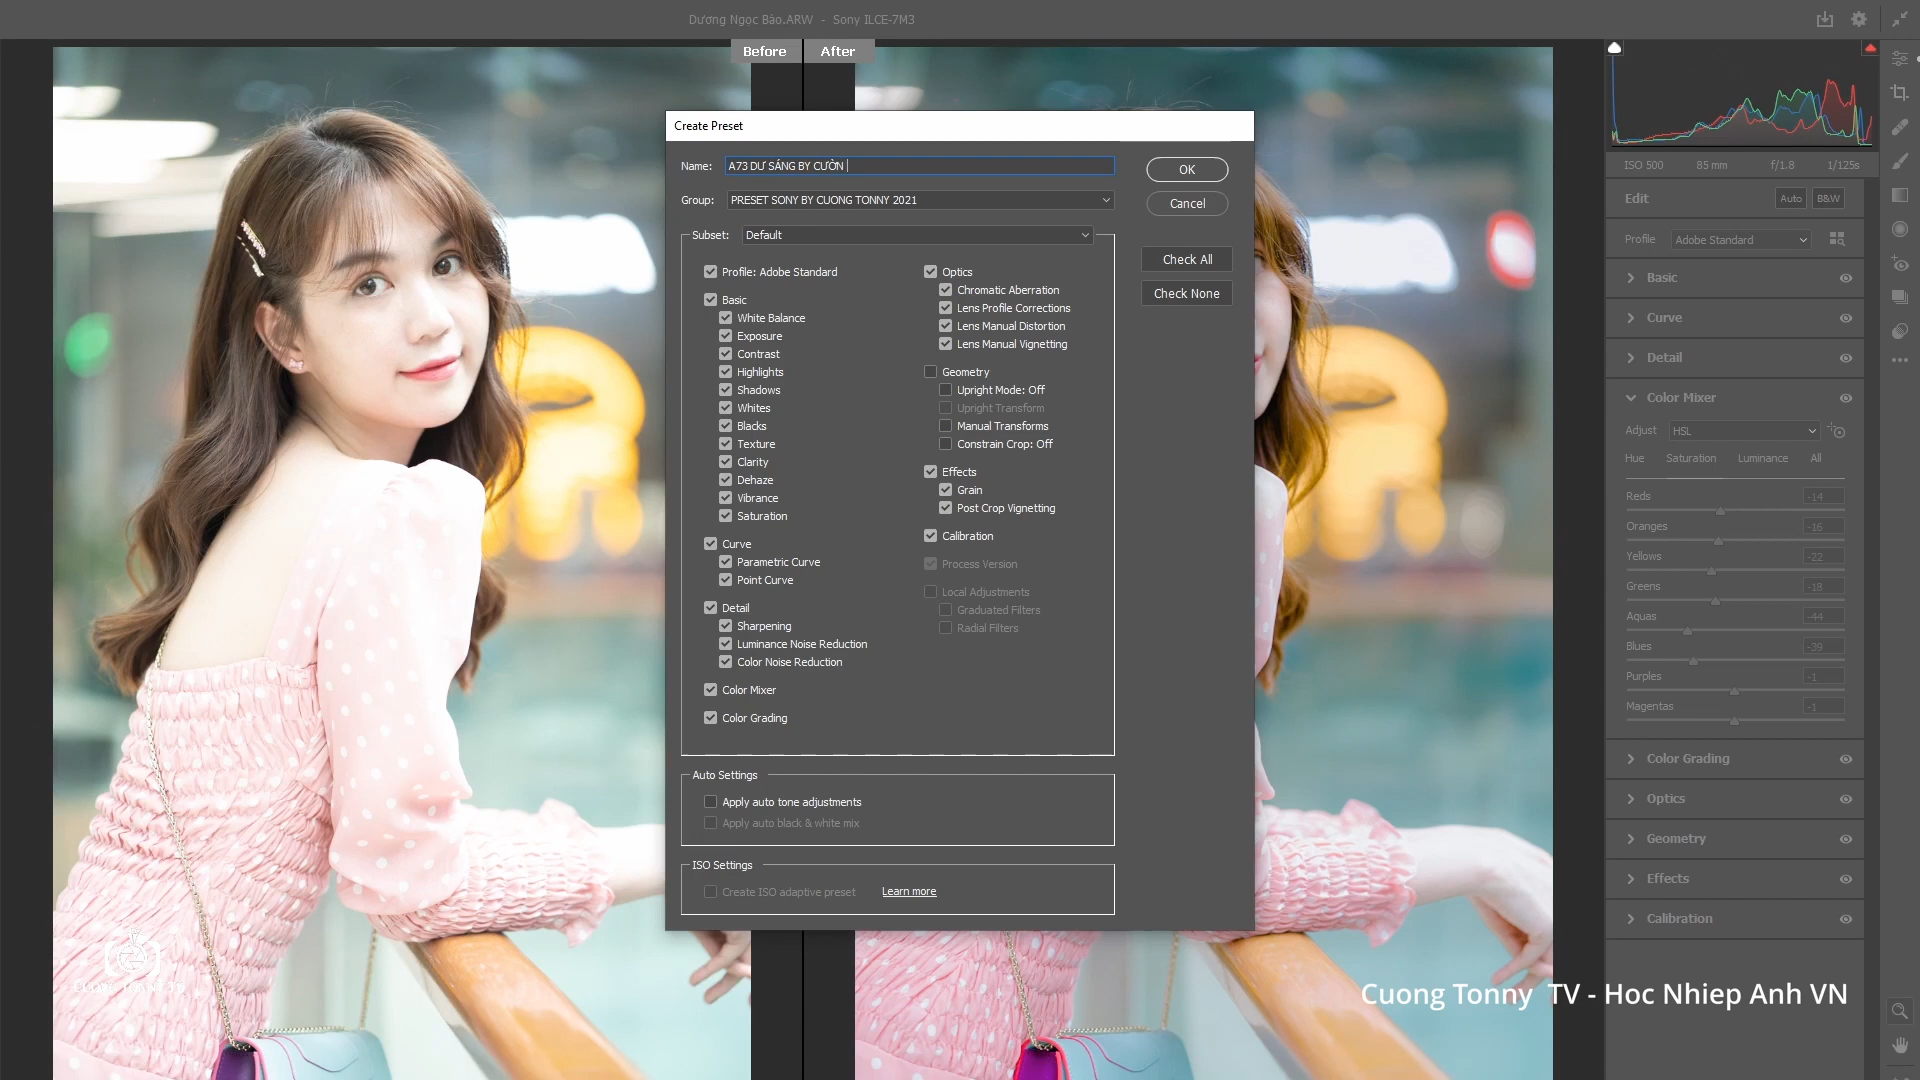 Dương Ngọc Bảo.ARW - Sony ILCE-7M3
Before After
Create Preset
Name: A73 DƯ SÁNG BY CƯỜN
OK
Group: PRESET SONY BY CUONG TONNY 2021
Cancel
Subset: Default
Check All
Check None
Profile: Adobe Standard
Basic
White Balance
Exposure
Contrast
Highlights
Shadows
Whites
Blacks
Texture
Clarity
Dehaze
Vibrance
Saturation
Curve
Parametric Curve
Point Curve
Detail
Sharpening
Luminance Noise Reduction
Color Noise Reduction
Color Mixer
Color Grading
Optics
Chromatic Aberration
Lens Profile Corrections
Lens Manual Distortion
Lens Manual Vignetting
Geometry
Upright Mode: Off
Upright Transform
Manual Transforms
Constrain Crop: Off
Effects
Grain
Post Crop Vignetting
Calibration
Process Version
Local Adjustments
Graduated Filters
Radial Filters
Auto Settings
Apply auto tone adjustments
Apply auto black & white mix
ISO Settings
Create ISO adaptive preset Learn more
ISO 500 85 mm f/1.8 1/125s
Edit Auto B&W
Profile Adobe Standard
Basic
Curve
Detail
Color Mixer
Adjust HSL
Hue Saturation Luminance All
Reds -14
Oranges -16
Yellows -22
Greens -18
Aquas -44
Blues -39
Purples -1
Magentas -1
Color Grading
Optics
Geometry
Effects
Calibration
Cuong Tonny TV - Hoc Nhiep Anh VN